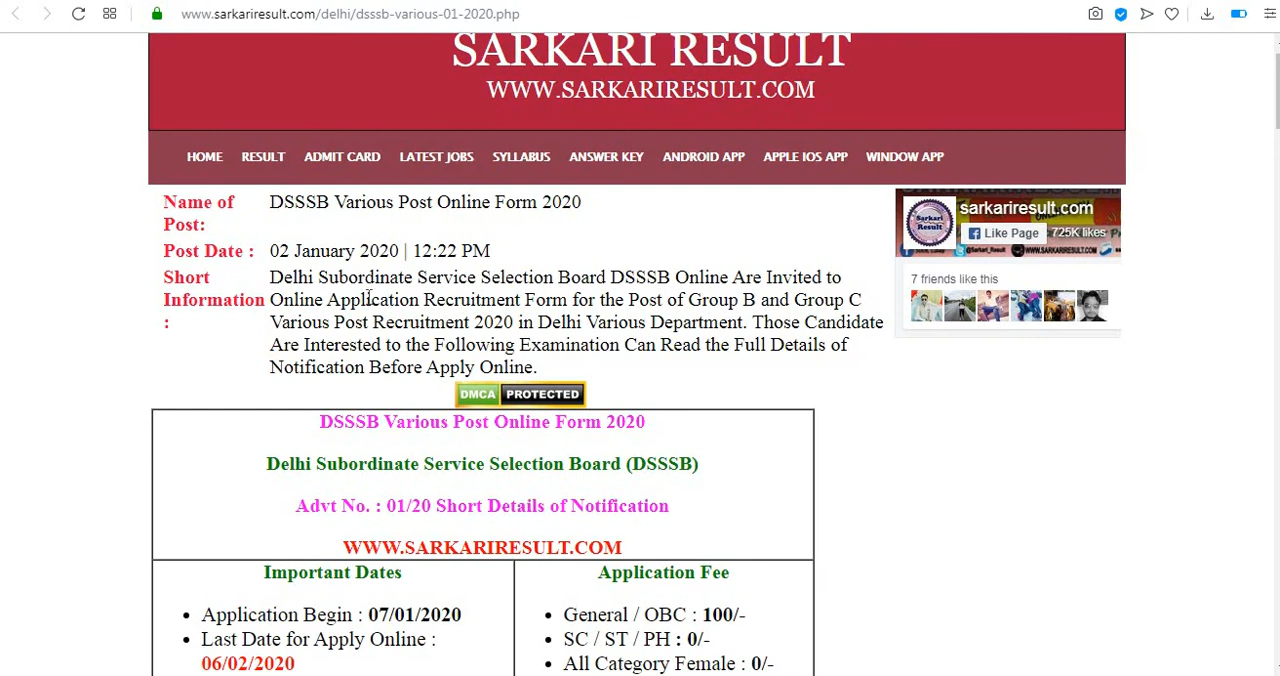 www.sarkariresult.com/delhi/dsssb-various-01-2020.php
SARKARI RESULT
WWW.SARKARIRESULT.COM
HOME RESULT ADMIT CARD LATEST JOBS SYLLABUS ANSWER KEY ANDROID APP APPLE IOS APP WINDOW APP
Name of Post: DSSSB Various Post Online Form 2020
Post Date : 02 January 2020 | 12:22 PM
Short Information : Delhi Subordinate Service Selection Board DSSSB Online Are Invited to
Online Application Recruitment Form for the Post of Group B and Group C
Various Post Recruitment 2020 in Delhi Various Department. Those Candidate
Are Interested to the Following Examination Can Read the Full Details of
Notification Before Apply Online.
sarkariresult.com
Sarkari Result
Like Page 725K likes
@Sarkari_Result WWW.SARKARIRESULT.COM
7 friends like this
DMCA PROTECTED
DSSSB Various Post Online Form 2020
Delhi Subordinate Service Selection Board (DSSSB)
Advt No. : 01/20 Short Details of Notification
WWW.SARKARIRESULT.COM
Important Dates
Application Begin : 07/01/2020
Last Date for Apply Online :
06/02/2020
Application Fee
General / OBC : 100/-
SC / ST / PH : 0/-
All Category Female : 0/-